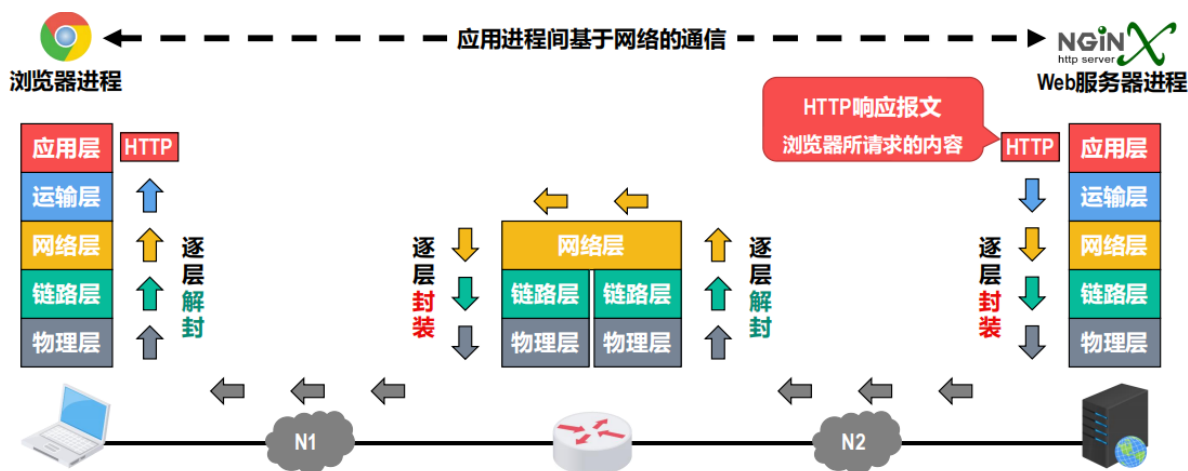 应用进程间基于网络的通信
浏览器进程
NGiNX
http server
Web服务器进程
HTTP响应报文
浏览器所请求的内容
应用层
HTTP
HTTP
应用层
运输层
运输层
网络层
逐层解封
逐层封装
网络层
逐层解封
逐层封装
网络层
链路层
链路层
链路层
链路层
物理层
物理层
物理层
物理层
N1
N2